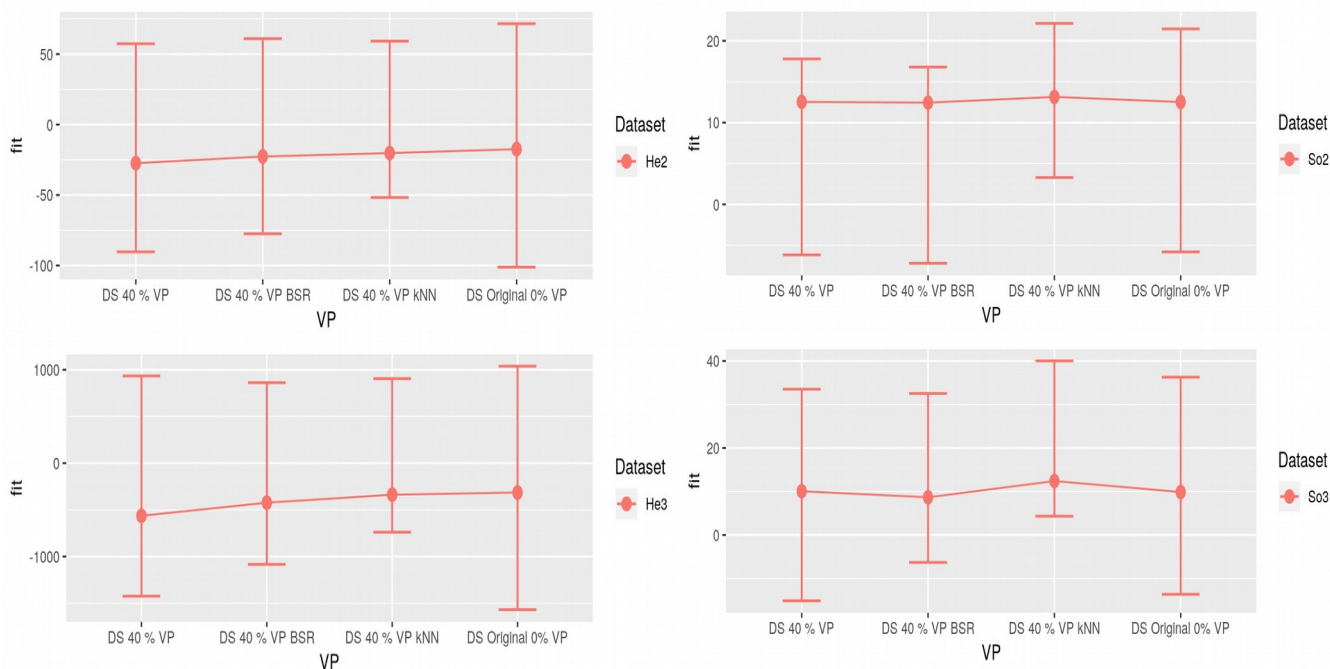 50
0
-50
-100
fit
DS 40 % VP DS 40 % VP BSR DS 40 % VP kNN DS Original 0% VP
VP
Dataset
He2
20
10
0
fit
DS 40 % VP DS 40 % VP BSR DS 40 % VP kNN DS Original 0% VP
VP
Dataset
So2
1000
0
-1000
fit
DS 40 % VP DS 40 % VP BSR DS 40 % VP kNN DS Original 0% VP
VP
Dataset
He3
40
20
0
fit
DS 40 % VP DS 40 % VP BSR DS 40 % VP kNN DS Original 0% VP
VP
Dataset
So3